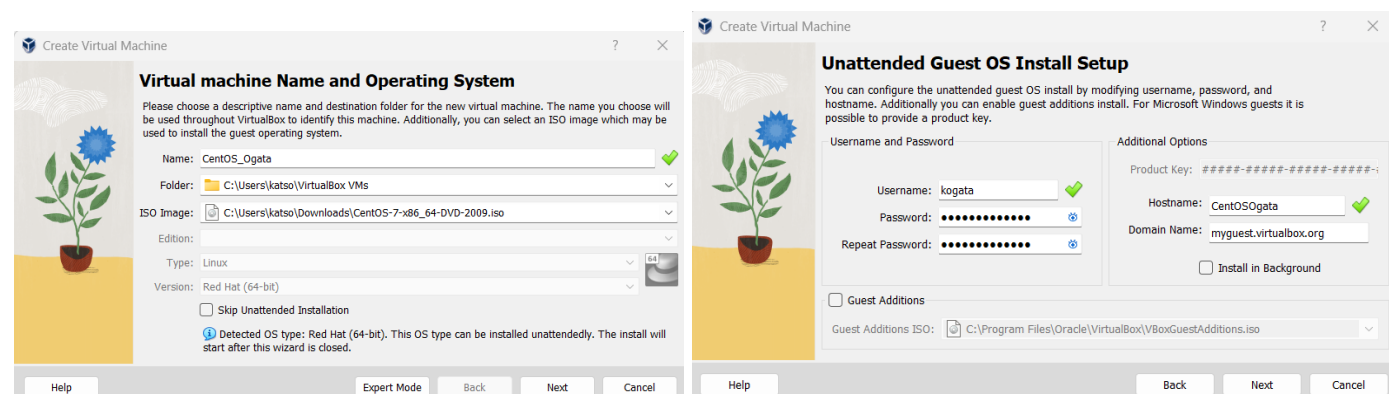 Create Virtual Machine
?
Virtual machine Name and Operating System
Please choose a descriptive name and destination folder for the new virtual machine. The name you choose will
be used throughout VirtualBox to identify this machine. Additionally, you can select an ISO image which may be
used to install the guest operating system.
Name: CentOS_Ogata
Folder: C:\Users\katso\VirtualBox VMs
ISO Image: C:\Users\katso\Downloads\CentOS-7-x86_64-DVD-2009.iso
Edition:
Type: Linux
64
Version: Red Hat (64-bit)
Skip Unattended Installation
Detected OS type: Red Hat (64-bit). This OS type can be installed unattendedly. The install will
start after this wizard is closed.
Help Expert Mode Back Next Cancel
Create Virtual Machine
?
Unattended Guest OS Install Setup
You can configure the unattended guest OS install by modifying username, password, and
hostname. Additionally you can enable guest additions install. For Microsoft Windows guests it is
possible to provide a product key.
Username and Password
Username: kogata
Password: ●●●●●●●●●●●●●
Repeat Password: ●●●●●●●●●●●●●
Additional Options
Product Key: #####-#####-#####-#####-
Hostname: CentOSOgata
Domain Name: myguest.virtualbox.org
Install in Background
Guest Additions
Guest Additions ISO: C:\Program Files\Oracle\VirtualBox\VBoxGuestAdditions.iso
Help Back Next Cancel